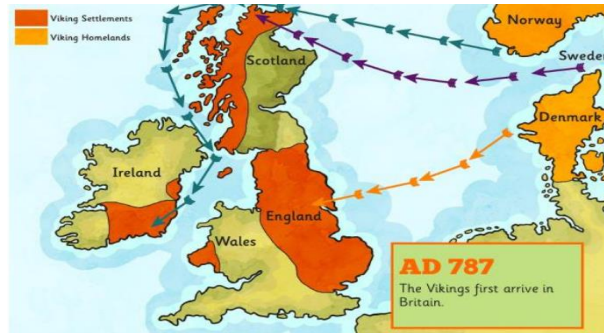 Viking Settlements
Viking Homelands
Norway
Sweden
Scotland
Denmark
Ireland
England
Wales
AD 787
The Vikings first arrive in
Britain.